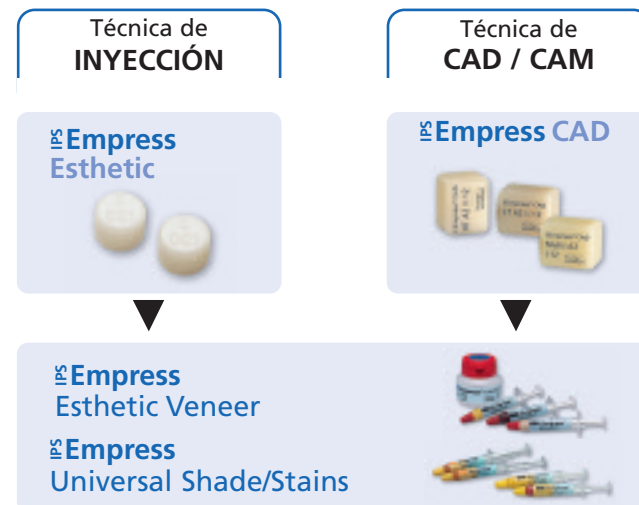 Técnica de
INYECCIÓN
Técnica de
CAD / CAM
IPS Empress
Esthetic
IPS Empress CAD
IPS Empress
Esthetic Veneer
IPS Empress
Universal Shade/Stains